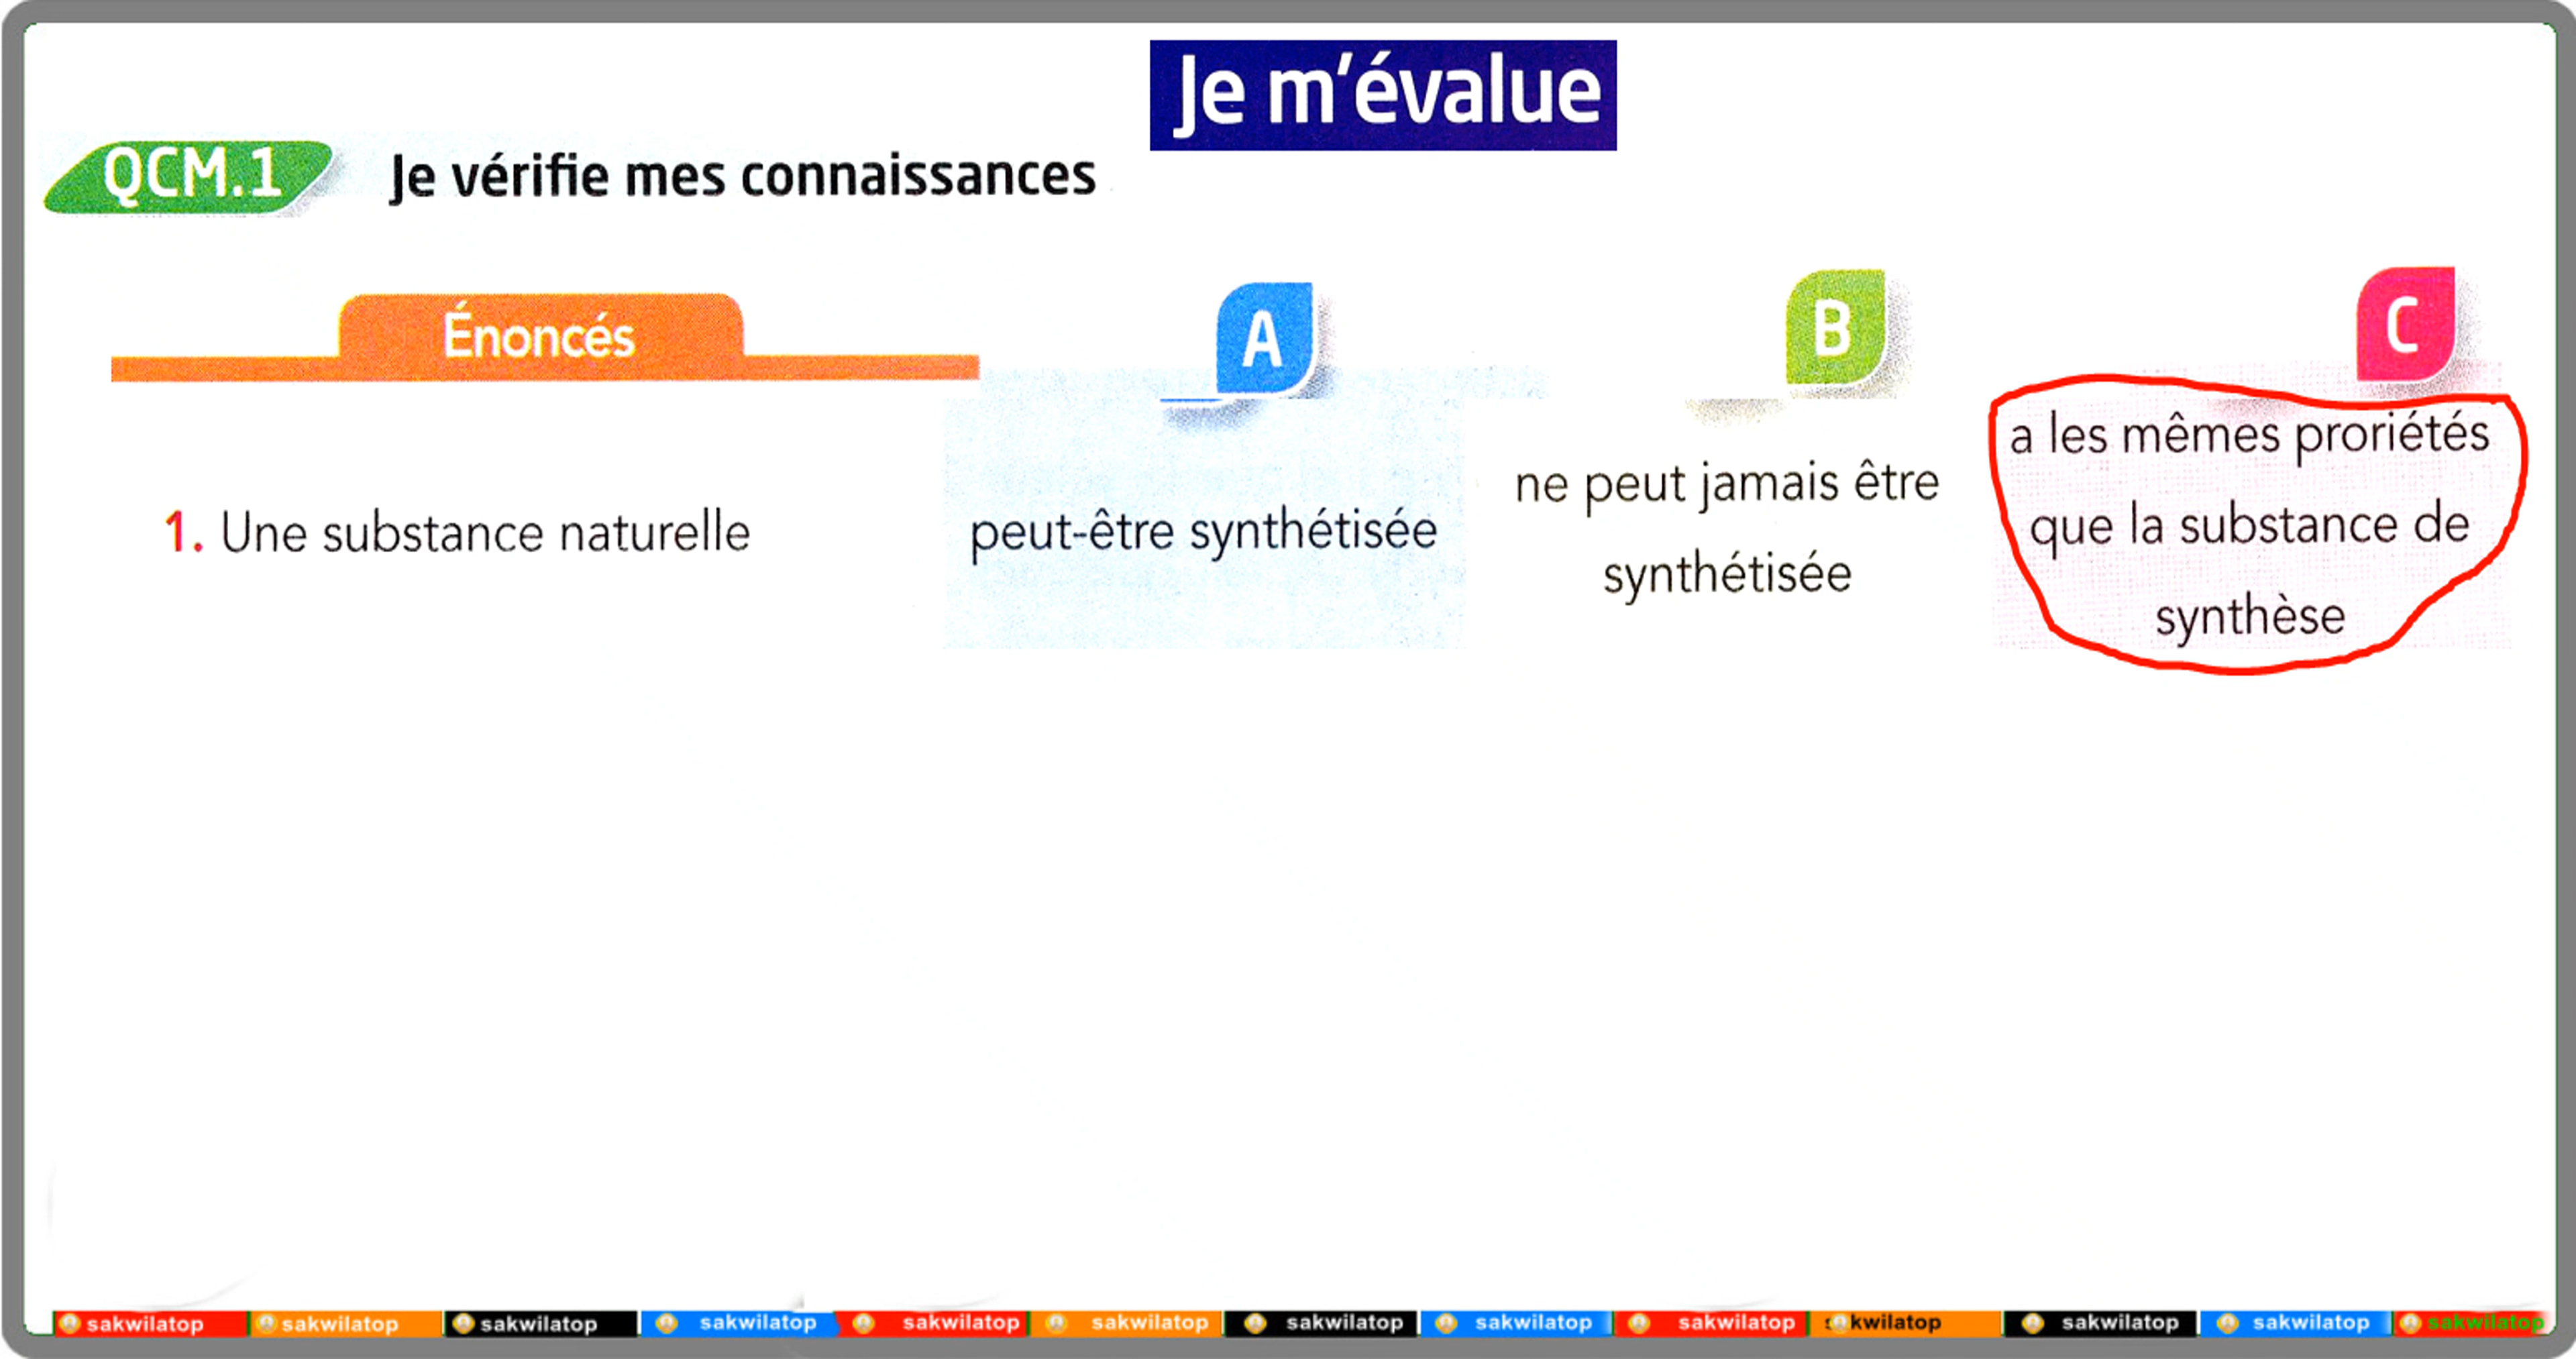 Je m'évalue
QCM.1 Je vérifie mes connaissances
Énoncés A B C
1. Une substance naturelle
peut-être synthétisée
ne peut jamais être
synthétisée
a les mêmes proriétés
que la substance de
synthèse
sakwilatop sakwilatop sakwilatop sakwilatop sakwilatop sakwilatop sakwilatop sakwilatop sakwilatop kwilatop sakwilatop sakwilatop sakwilatop